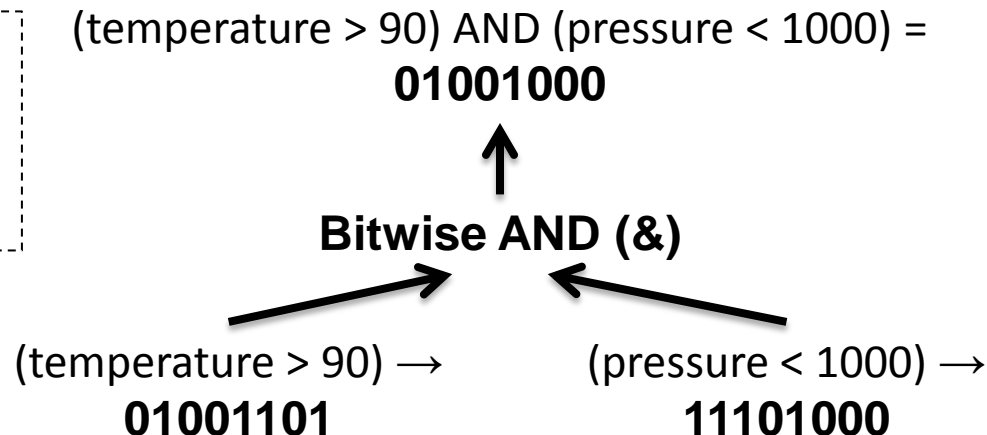 (temperature > 90) AND (pressure < 1000) =
01001000
Bitwise AND (&)
(temperature > 90) →
01001101
(pressure < 1000) →
11101000